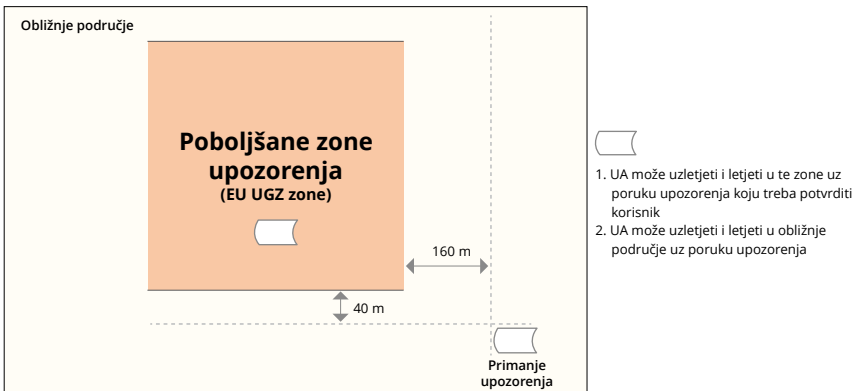 Obližnje područje
Poboljšane zone
upozorenja
(EU UGZ zone)
160 m
40 m
Primanje
upozorenja
1. UA može uzletjeti i letjeti u te zone uz
poruku upozorenja koju treba potvrditi
korisnik
2. UA može uzletjeti i letjeti u obližnje
područje uz poruku upozorenja